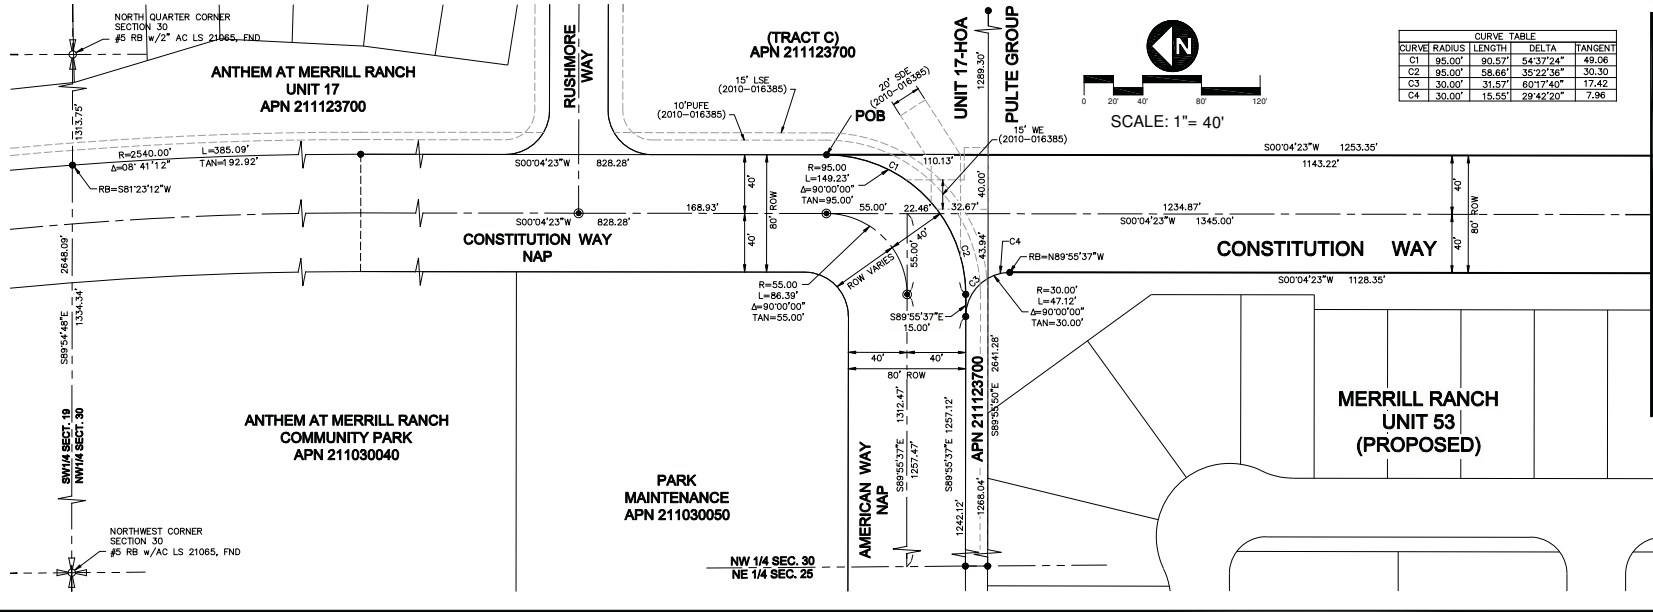 NORTH QUARTER CORNER
SECTION 30
#5 RB w/2" AC LS 21065, FND
ANTHEM AT MERRILL RANCH
UNIT 17
APN 211123700
RUSHMORE
WAY
(TRACT C)
APN 211123700
15' LSE
(2010-016385)
10'PUFE
(2010-016385)
20' SDE
(2010-016385)
POB
UNIT 17-HOA
1289.30'
PULTE GROUP
15' WE
(2010-016385)
N
0 20' 40' 80' 120'
SCALE: 1"= 40'
CURVE TABLE
CURVE RADIUS LENGTH DELTA TANGENT
C1 95.00' 90.57' 54°37'24" 49.06
C2 95.00' 58.66' 35°22'36" 30.30
C3 30.00' 31.57' 60°17'40" 17.42
C4 30.00' 15.55' 29°42'20" 7.96
1313.75'
R=2540.00' L=385.09'
Δ=08°41'12" TAN=192.92'
RB=S81°23'12"W
S00°04'23"W 828.28'
R=95.00
L=149.23'
Δ=90°00'00"
TAN=95.00'
C1
110.13'
40.00'
S00°04'23"W 1253.35'
1143.22'
40'
80' ROW
40'
168.93'
55.00'
22.46'
32.67'
1234.87'
S00°04'23"W 828.28'
S00°04'23"W 1345.00'
40'
80' ROW
40'
CONSTITUTION WAY
NAP
CONSTITUTION WAY
40'
55.00'
ROW VARIES
C2
43.94'
C4
RB=N89°55'37"W
C3
S00°04'23"W 1128.35'
R=55.00
L=86.39'
Δ=90°00'00"
TAN=55.00'
S89°55'37"E
15.00'
R=30.00'
L=47.12'
Δ=90°00'00"
TAN=30.00'
2648.09'
S89°54'48"E
1334.34'
40' 40'
80' ROW
SW1/4 SECT. 19
NW1/4 SECT. 30
ANTHEM AT MERRILL RANCH
COMMUNITY PARK
APN 211030040
PARK
MAINTENANCE
APN 211030050
AMERICAN WAY
NAP
S89°55'37"E 1312.47'
1257.47'
S89°55'37"E 1257.12'
1242.12'
APN 211123700
1268.04'
S89°55'50"E 2641.28'
MERRILL RANCH
UNIT 53
(PROPOSED)
NORTHWEST CORNER
SECTION 30
#5 RB w/AC LS 21065, FND
NW 1/4 SEC. 30
NE 1/4 SEC. 25